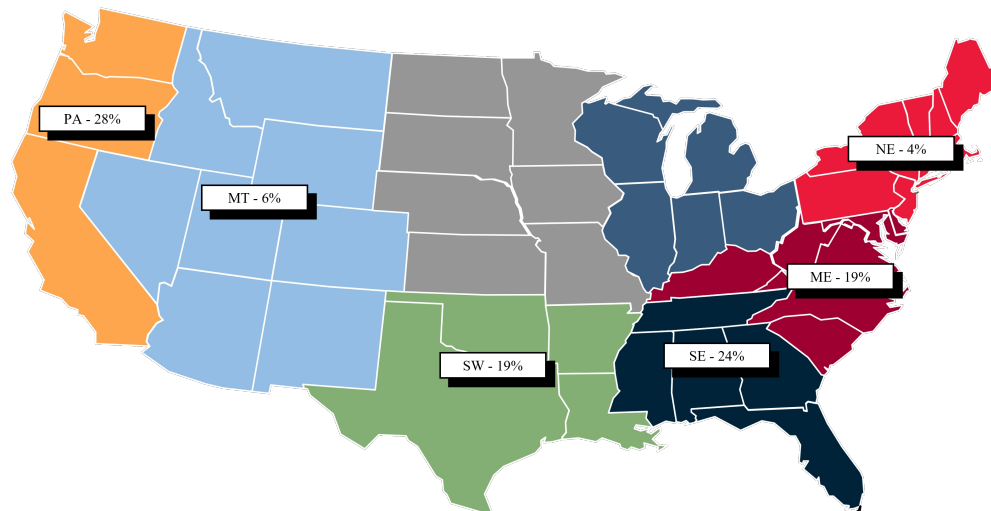 PA - 28%
NE - 4%
MT - 6%
ME - 19%
SW - 19%
SE - 24%